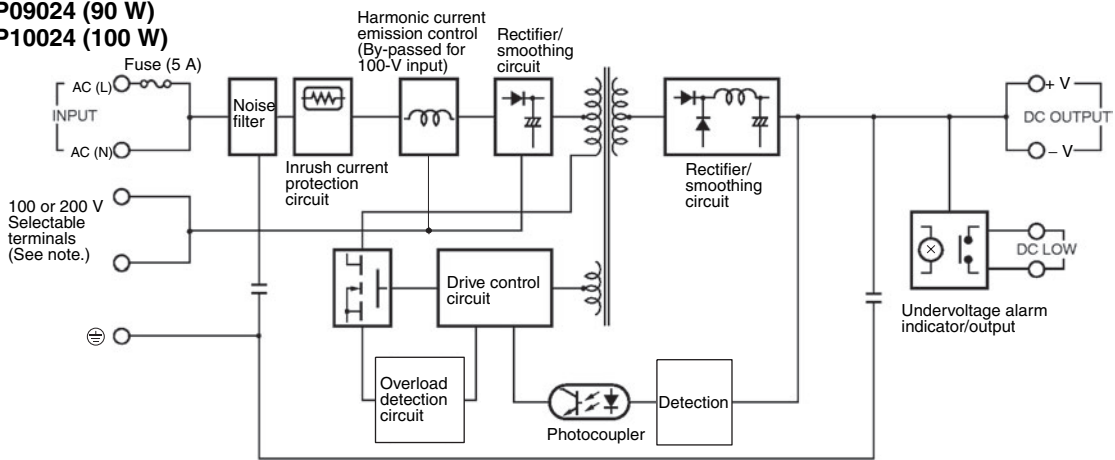 P09024 (90 W)
P10024 (100 W)
Harmonic current
emission control
(By-passed for
100-V input)
Rectifier/
smoothing
circuit
Fuse (5 A)
AC (L)
INPUT
AC (N)
Noise
filter
Inrush current
protection
circuit
Rectifier/
smoothing
circuit
+ V
DC OUTPUT
– V
100 or 200 V
Selectable
terminals
(See note.)
Drive control
circuit
DC LOW
Undervoltage alarm
indicator/output
Overload
detection
circuit
Photocoupler
Detection